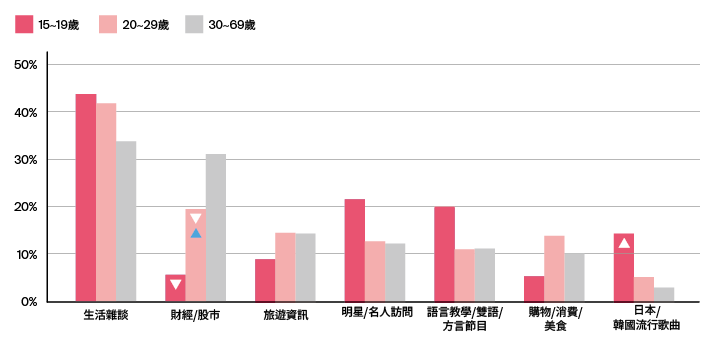 15~19歲 20~29歲 30~69歲
50%
40%
30%
20%
10%
0%
生活雜談
財經/股市
旅遊資訊
明星/名人訪問
語言教學/雙語/
方言節目
購物/消費/
美食
日本/
韓國流行歌曲